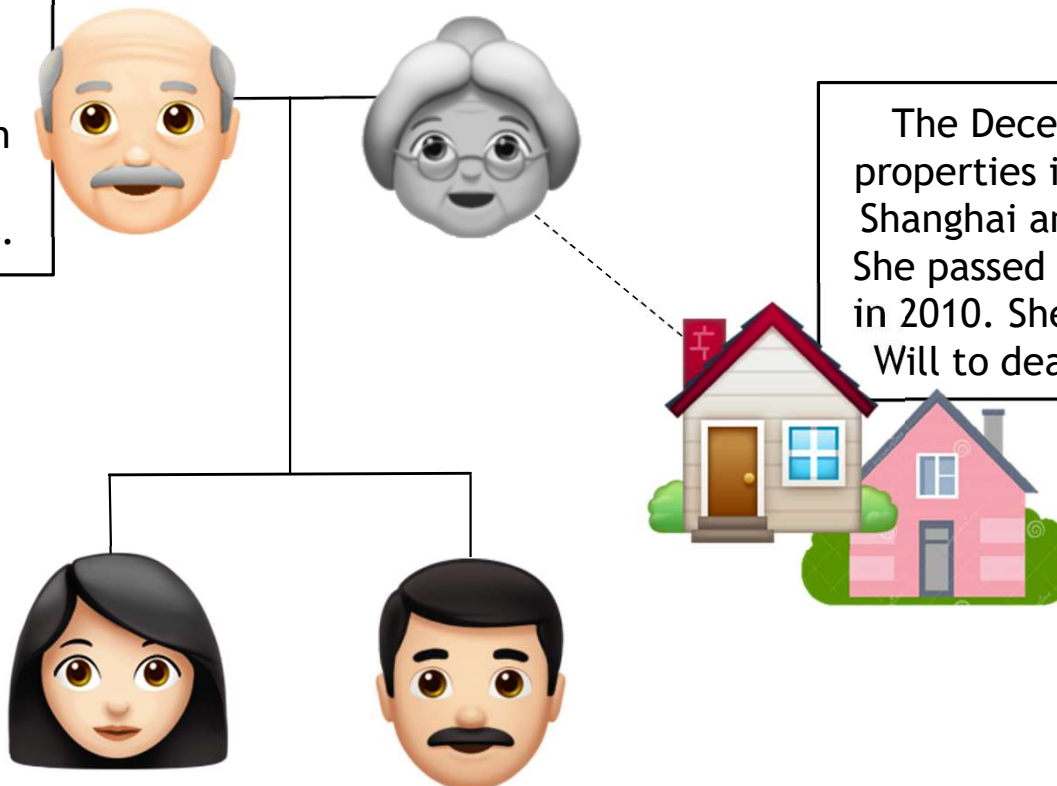 .
The Dece
properties i
Shanghai ar
She passed
in 2010. She
Will to dea